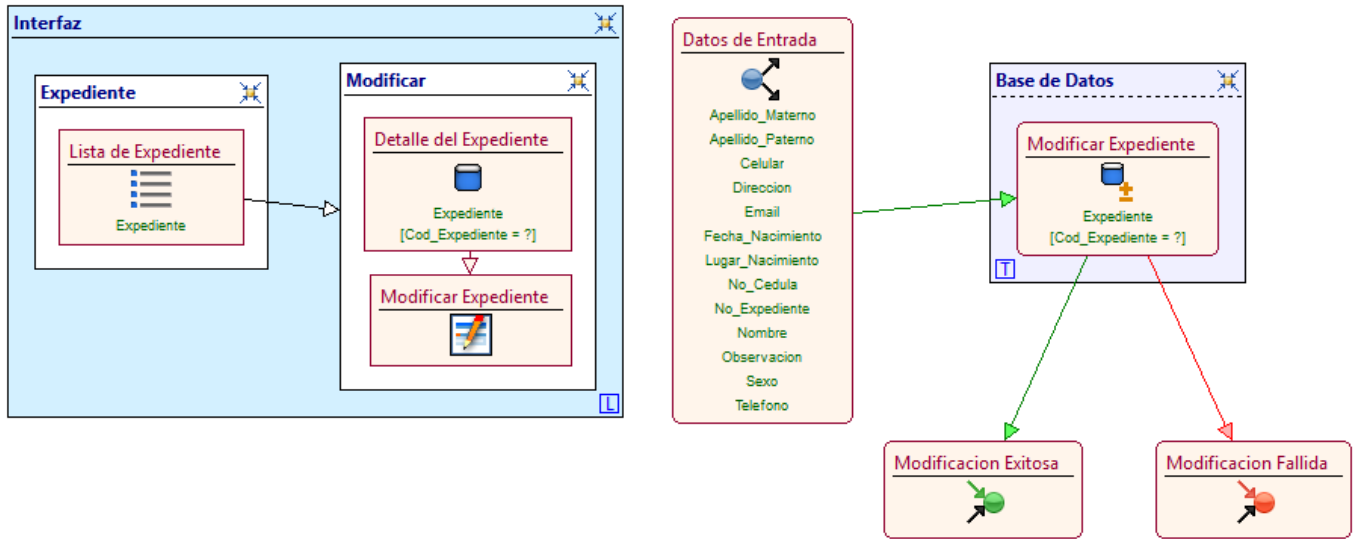 Interfaz
Expediente
Lista de Expediente
Expediente
Modificar
Detalle del Expediente
Expediente
[Cod_Expediente = ?]
Modificar Expediente
L
Datos de Entrada
Apellido_Materno
Apellido_Paterno
Celular
Direccion
Email
Fecha_Nacimiento
Lugar_Nacimiento
No_Cedula
No_Expediente
Nombre
Observacion
Sexo
Telefono
Base de Datos
Modificar Expediente
Expediente
[Cod_Expediente = ?]
T
Modificacion Exitosa
Modificacion Fallida